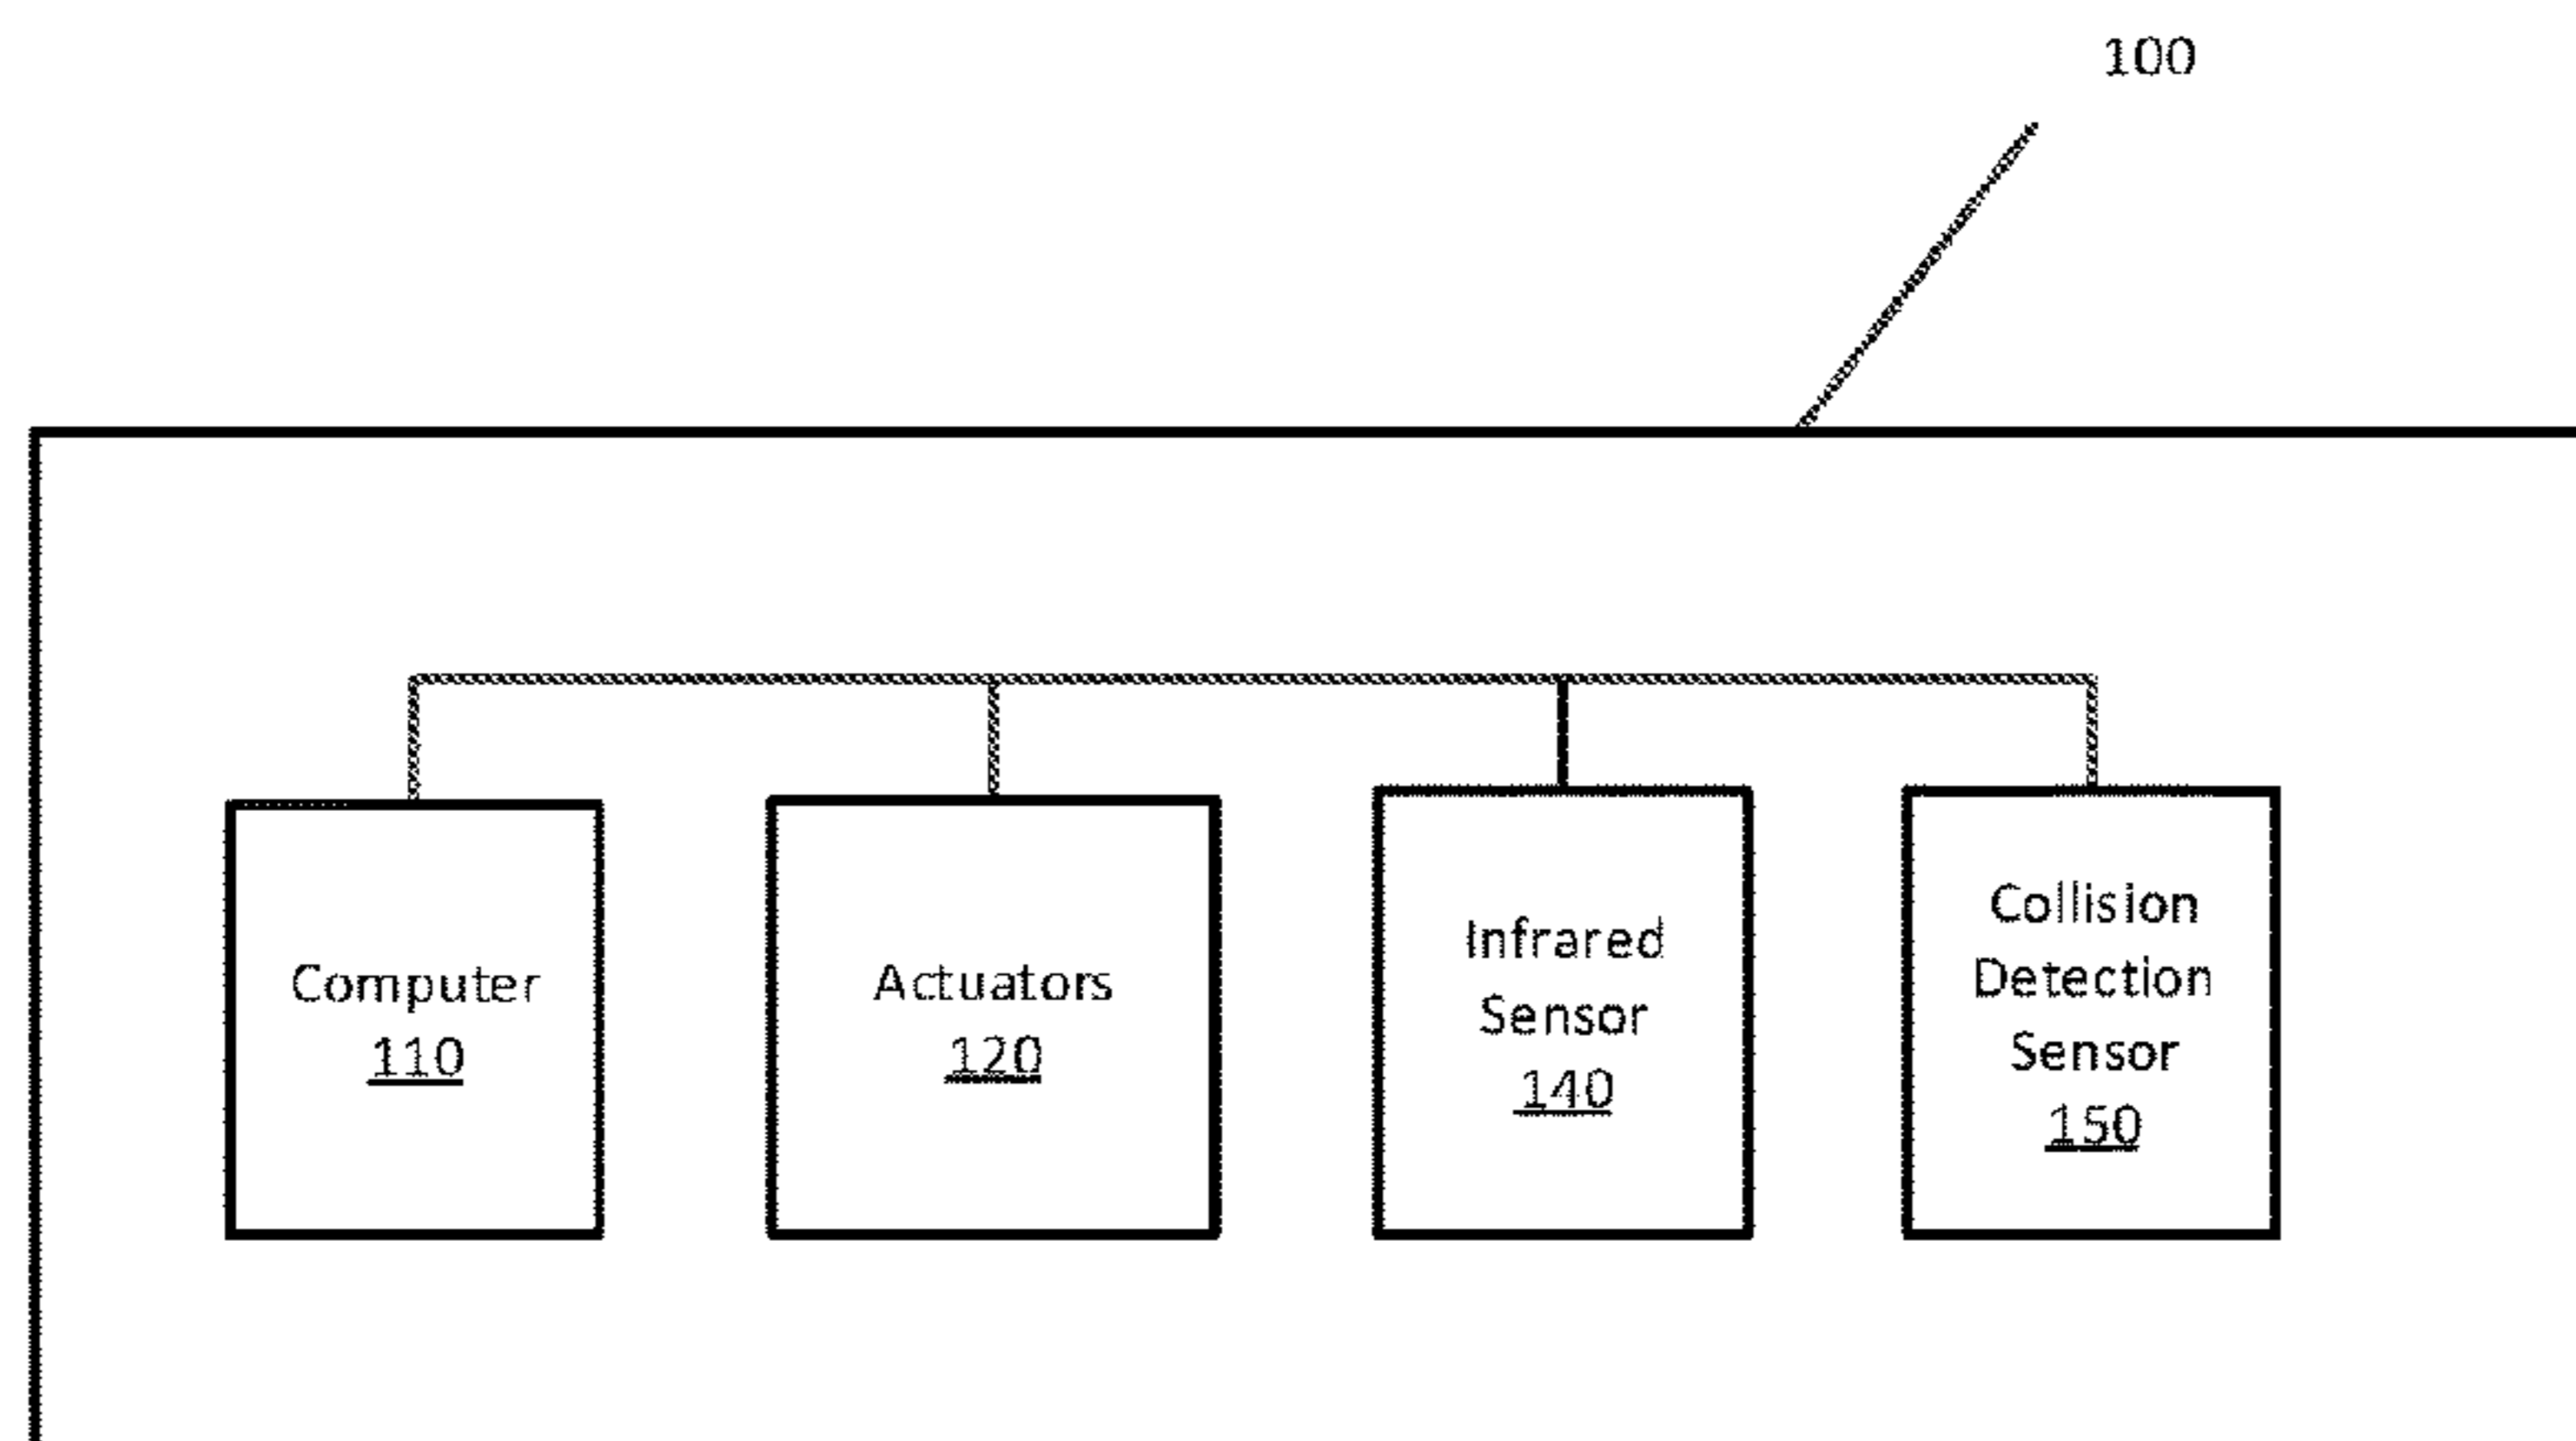 100
Computer
110
Actuators
120
Infrared
Sensor
140
Collision
Detection
Sensor
150